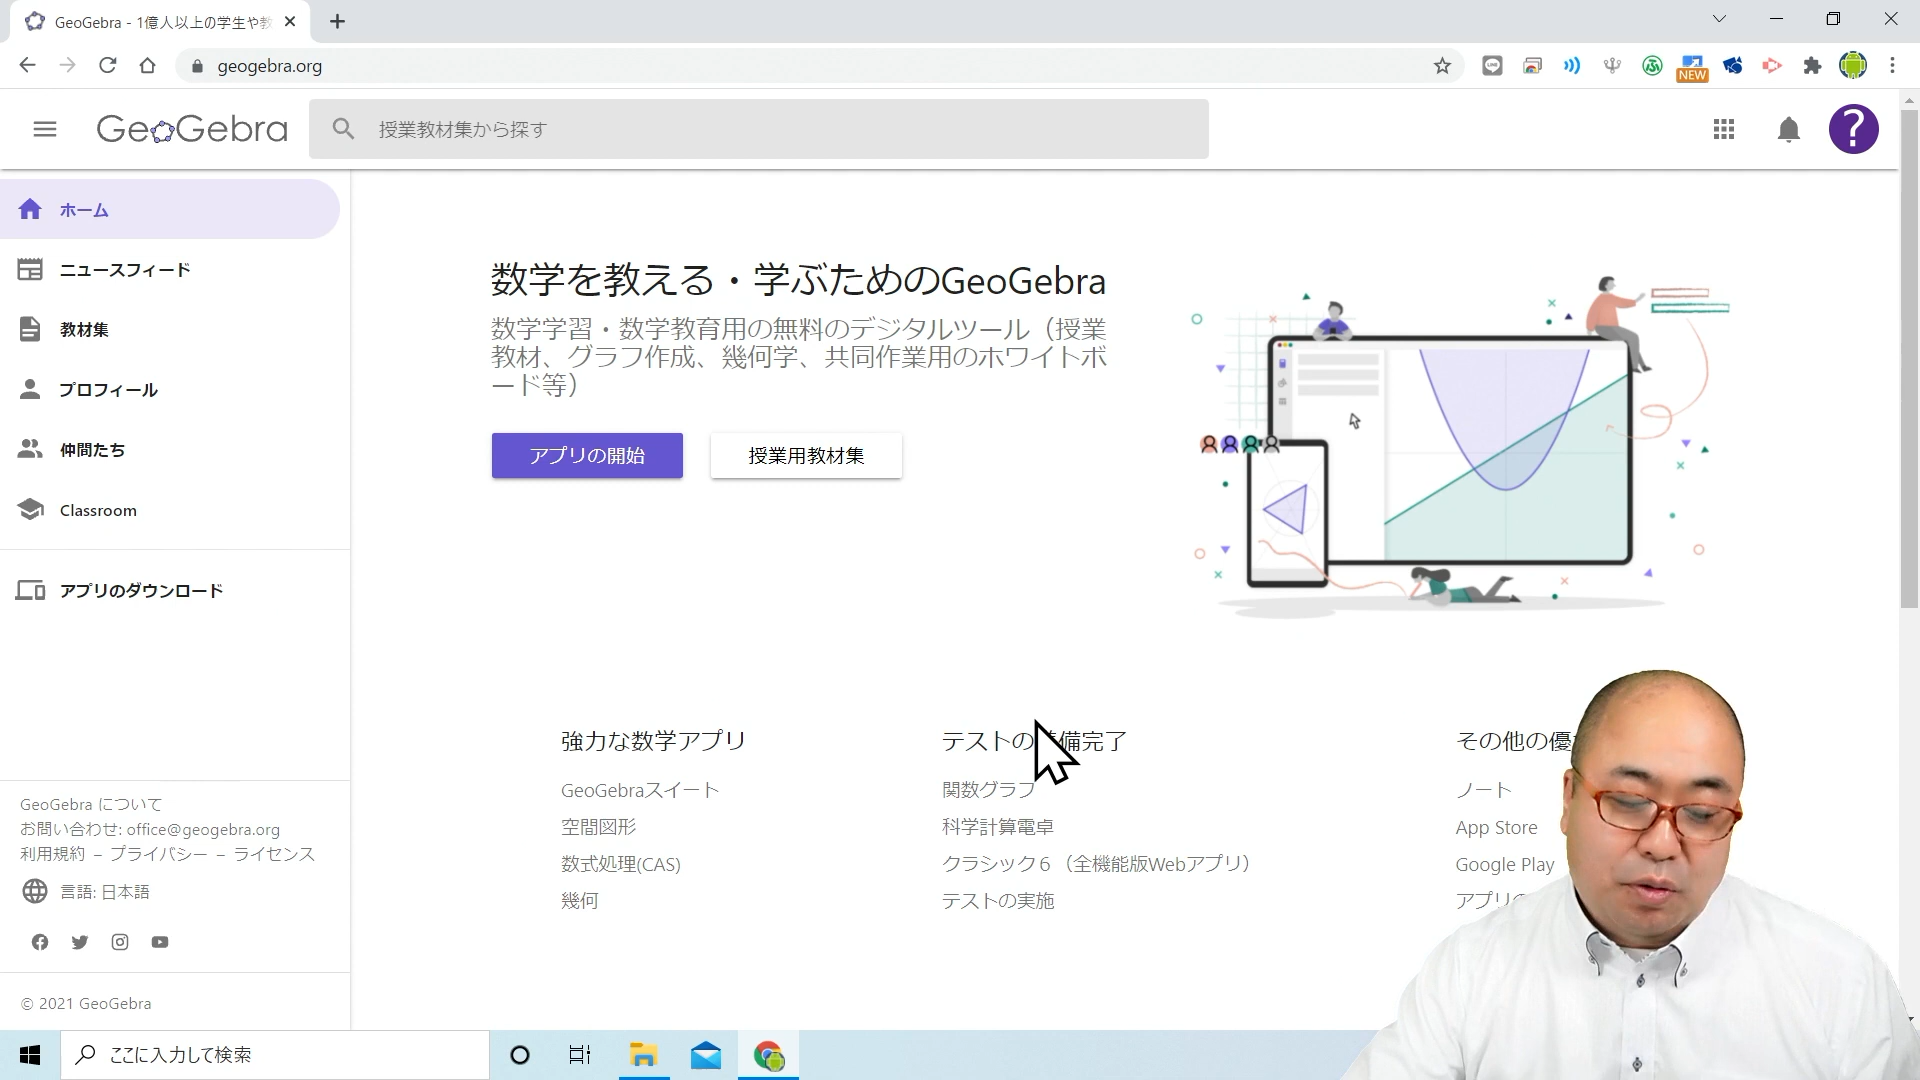 GeoGebra - 1億人以上の学生や教
geogebra.org
NEW
GeoGebra
授業教材集から探す
?
ホーム
ニュースフィード
教材集
プロフィール
仲間たち
Classroom
アプリのダウンロード
数学を教える・学ぶためのGeoGebra
数学学習・数学教育用の無料のデジタルツール（授業
教材、グラフ作成、幾何学、共同作業用のホワイトボ
ード等）
アプリの開始
授業用教材集
強力な数学アプリ
GeoGebraスイート
空間図形
数式処理(CAS)
幾何
テストの備完了
関数グラフ
科学計算電卓
クラシック６（全機能版Webアプリ）
テストの実施
その他の優
ノート
App Store
Google Play
アプリの
GeoGebra について
お問い合わせ: office@geogebra.org
利用規約 – プライバシー – ライセンス
言語: 日本語
© 2021 GeoGebra
ここに入力して検索